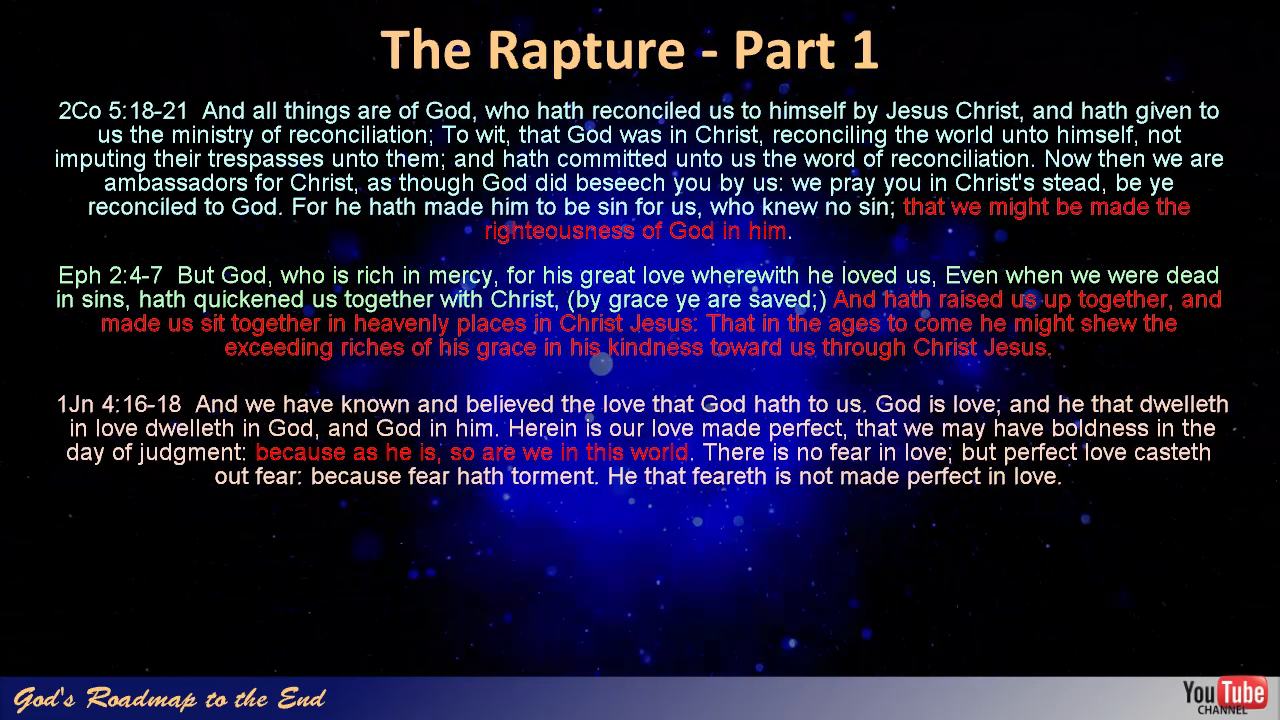 The Rapture - Part 1
2Co 5:18-21  And all things are of God, who hath reconciled us to himself by Jesus Christ, and hath given to
us the ministry of reconciliation; To wit, that God was in Christ, reconciling the world unto himself, not
imputing their trespasses unto them; and hath committed unto us the word of reconciliation. Now then we are
ambassadors for Christ, as though God did beseech you by us: we pray you in Christ's stead, be ye
reconciled to God. For he hath made him to be sin for us, who knew no sin; that we might be made the
righteousness of God in him.
Eph 2:4-7  But God, who is rich in mercy, for his great love wherewith he loved us, Even when we were dead
in sins, hath quickened us together with Christ, (by grace ye are saved;) And hath raised us up together, and
made us sit together in heavenly places in Christ Jesus: That in the ages to come he might shew the
exceeding riches of his grace in his kindness toward us through Christ Jesus.
1Jn 4:16-18  And we have known and believed the love that God hath to us. God is love; and he that dwelleth
in love dwelleth in God, and God in him. Herein is our love made perfect, that we may have boldness in the
day of judgment: because as he is, so are we in this world. There is no fear in love; but perfect love casteth
out fear: because fear hath torment. He that feareth is not made perfect in love.
God's Roadmap to the End
YouTube
CHANNEL